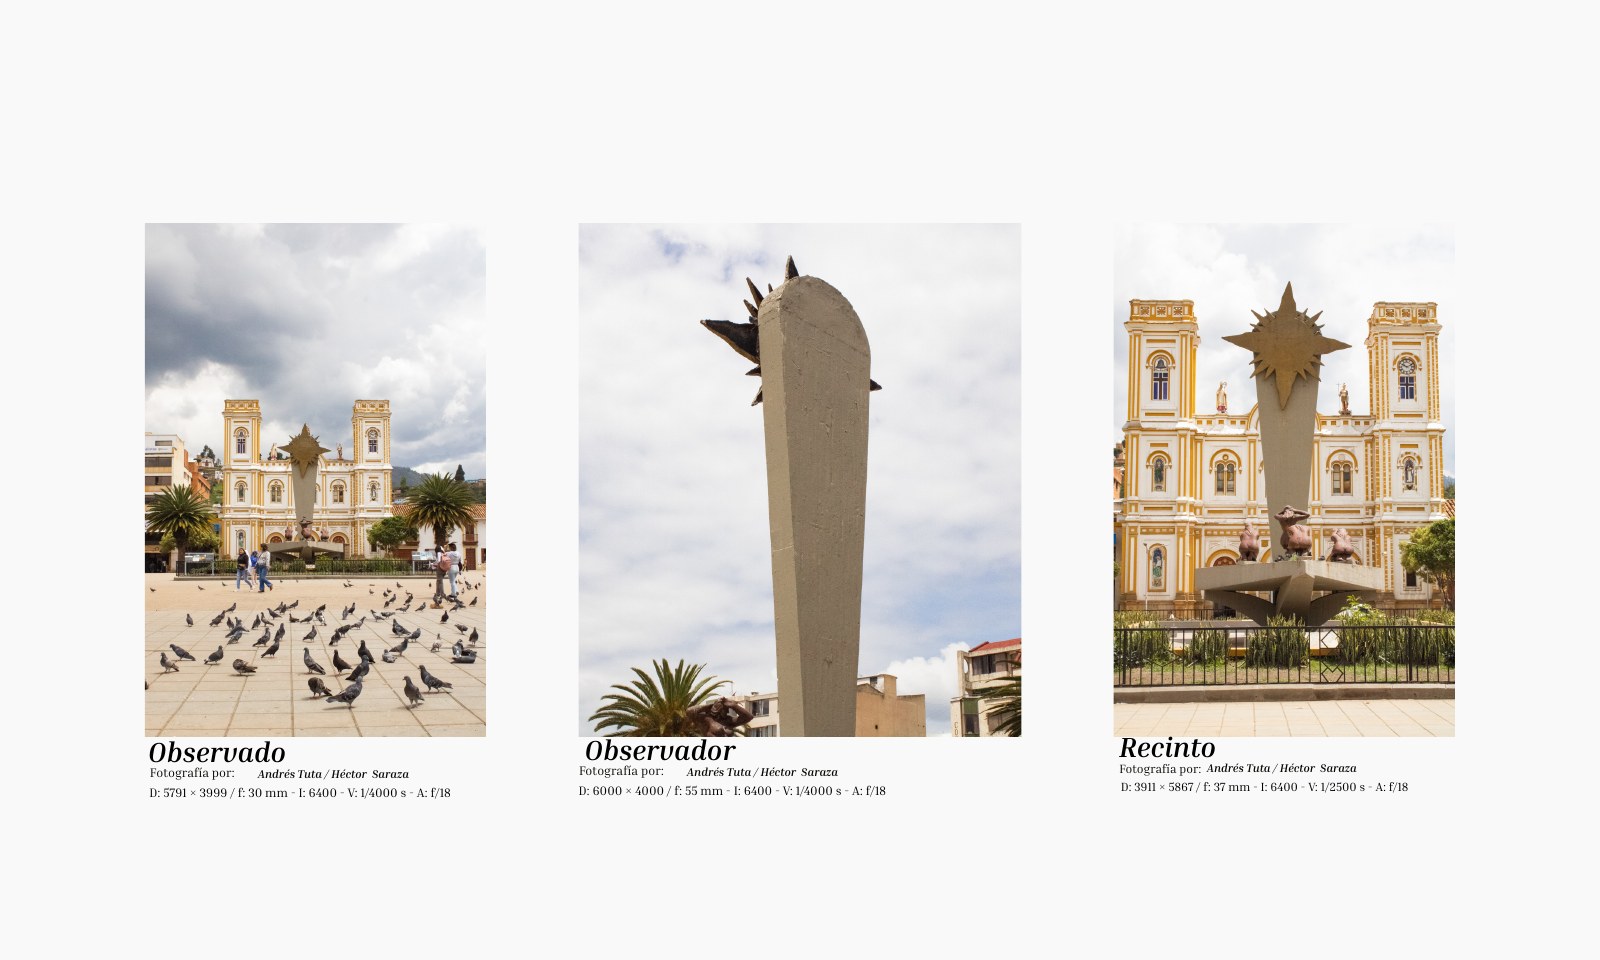 Observado
Fotografía por: Andrés Tuta / Héctor Saraza
D: 5791 × 3999 / f: 30 mm - I: 6400 - V: 1/4000 s - A: f/18
Observador
Fotografía por: Andrés Tuta / Héctor Saraza
D: 6000 × 4000 / f: 55 mm - I: 6400 - V: 1/4000 s - A: f/18
Recinto
Fotografía por: Andrés Tuta / Héctor Saraza
D: 3911 × 5867 / f: 37 mm - I: 6400 - V: 1/2500 s - A: f/18